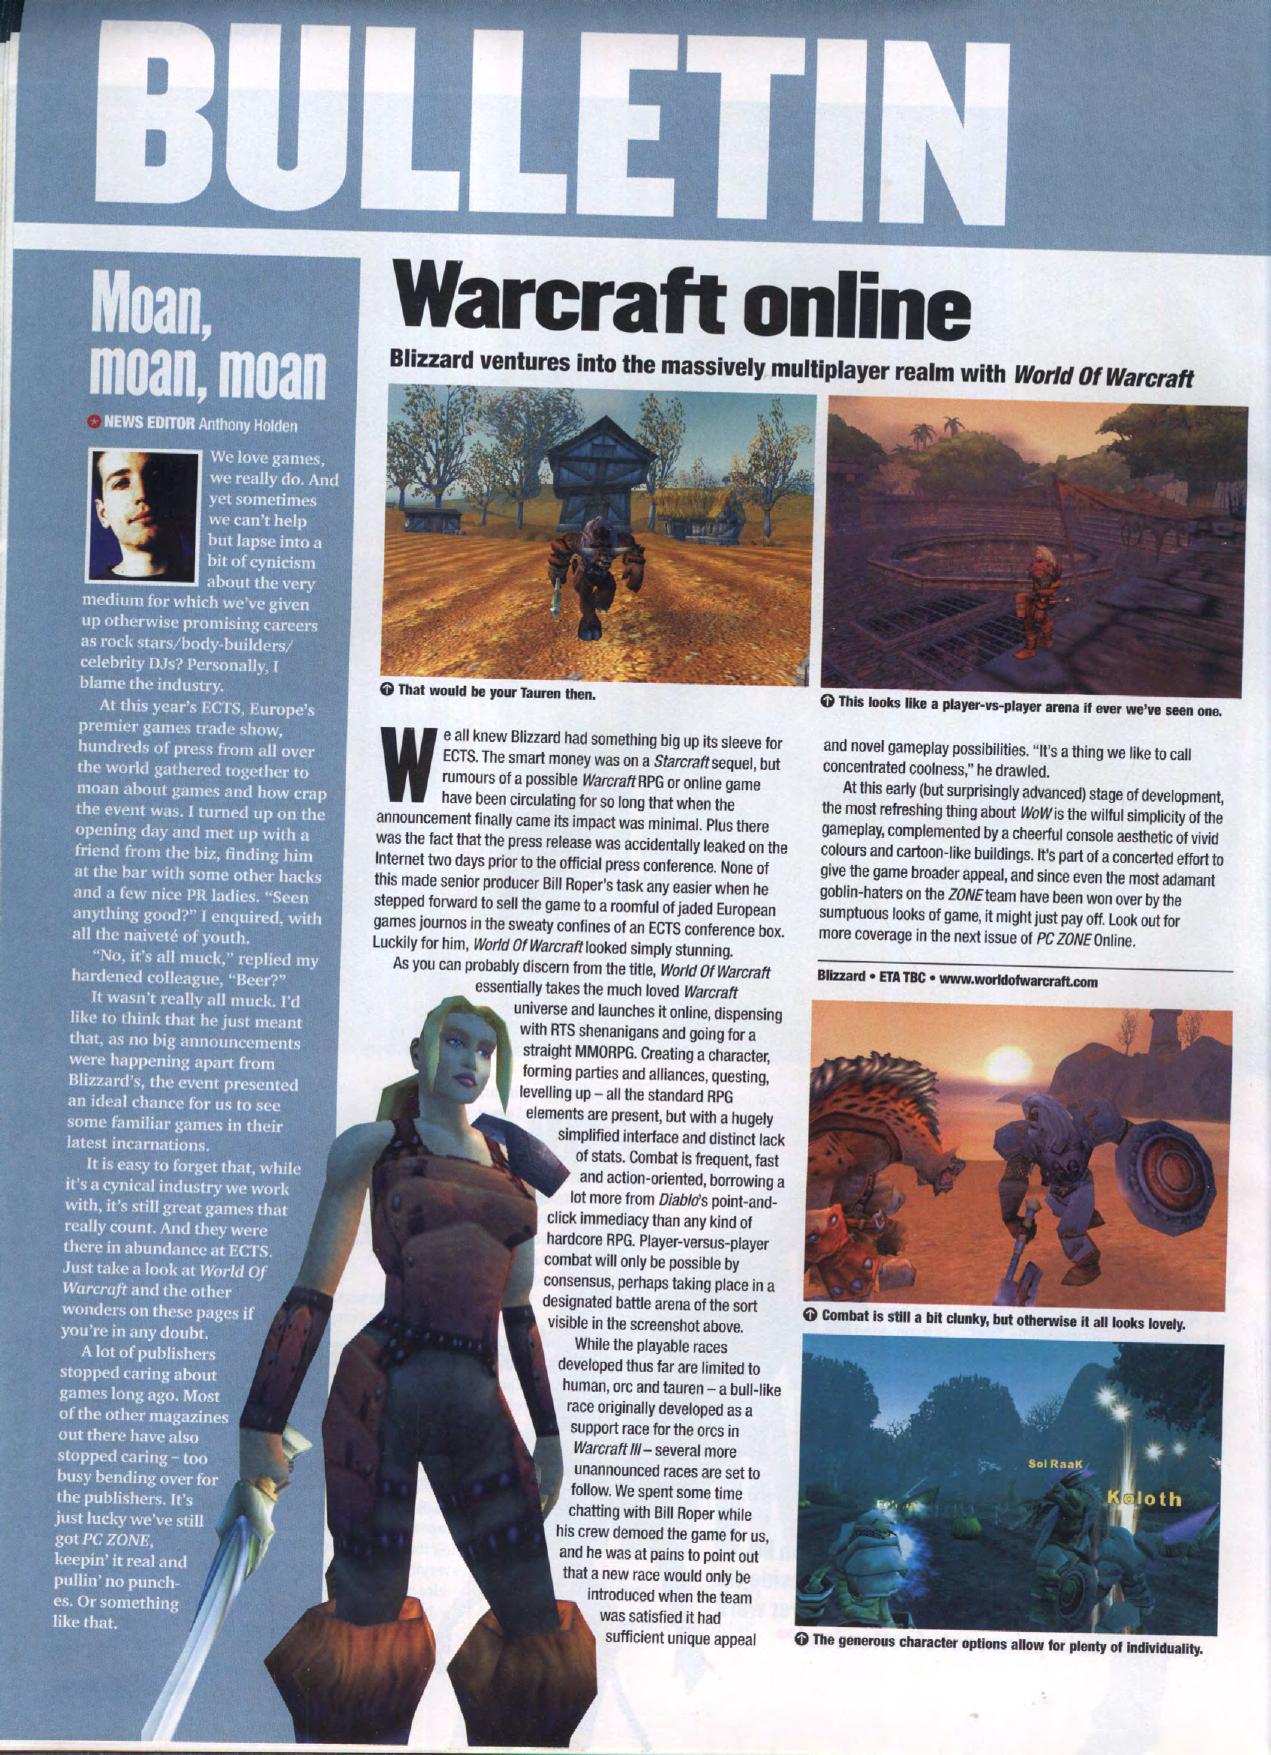 BULLETIN
Moan,
moan, moan
NEWS EDITOR Anthony Holden
We love games,
we really do. And
yet sometimes
we can't help
but lapse into a
bit of cynicism
about the very
medium for which we've given
up otherwise promising careers
as rock stars/body-builders/
celebrity DJs? Personally, I
blame the industry.
At this year's ECTS, Europe's
premier games trade show,
hundreds of press from all over
the world gathered together to
moan about games and how crap
the event was. I turned up on the
opening day and met up with a
friend from the biz, finding him
at the bar with some other hacks
and a few nice PR ladies. "Seen
anything good?" I enquired, with
all the naiveté of youth.
"No, it's all muck," replied my
hardened colleague, "Beer?"
It wasn't really all muck. I'd
like to think that he just meant
that, as no big announcements
were happening apart from
Blizzard's, the event presented
an ideal chance for us to see
some familiar games in their
latest incarnations.
It is easy to forget that, while
it's a cynical industry we work
with, it's still great games that
really count. And they were
there in abundance at ECTS.
Just take a look at World Of
Warcraft and the other
wonders on these pages if
you're in any doubt.
A lot of publishers
stopped caring about
games long ago. Most
of the other magazines
out there have also
stopped caring – too
busy bending over for
the publishers. It's
just lucky we've still
got PC ZONE,
keepin' it real and
pullin' no punch-
es. Or something
like that.
Warcraft online
Blizzard ventures into the massively multiplayer realm with World Of Warcraft
That would be your Tauren then.
This looks like a player-vs-player arena if ever we've seen one.
We all knew Blizzard had something big up its sleeve for
ECTS. The smart money was on a Starcraft sequel, but
rumours of a possible Warcraft RPG or online game
have been circulating for so long that when the
announcement finally came its impact was minimal. Plus there
was the fact that the press release was accidentally leaked on the
Internet two days prior to the official press conference. None of
this made senior producer Bill Roper's task any easier when he
stepped forward to sell the game to a roomful of jaded European
games journos in the sweaty confines of an ECTS conference box.
Luckily for him, World Of Warcraft looked simply stunning.
As you can probably discern from the title, World Of Warcraft
essentially takes the much loved Warcraft
universe and launches it online, dispensing
with RTS shenanigans and going for a
straight MMORPG. Creating a character,
forming parties and alliances, questing,
levelling up – all the standard RPG
elements are present, but with a hugely
simplified interface and distinct lack
of stats. Combat is frequent, fast
and action-oriented, borrowing a
lot more from Diablo's point-and-
click immediacy than any kind of
hardcore RPG. Player-versus-player
combat will only be possible by
consensus, perhaps taking place in a
designated battle arena of the sort
visible in the screenshot above.
While the playable races
developed thus far are limited to
human, orc and tauren – a bull-like
race originally developed as a
support race for the orcs in
Warcraft III – several more
unannounced races are set to
follow. We spent some time
chatting with Bill Roper while
his crew demoed the game for us,
and he was at pains to point out
that a new race would only be
introduced when the team
was satisfied it had
sufficient unique appeal
and novel gameplay possibilities. "It's a thing we like to call
concentrated coolness," he drawled.
At this early (but surprisingly advanced) stage of development,
the most refreshing thing about WoW is the wilful simplicity of the
gameplay, complemented by a cheerful console aesthetic of vivid
colours and cartoon-like buildings. It's part of a concerted effort to
give the game broader appeal, and since even the most adamant
goblin-haters on the ZONE team have been won over by the
sumptuous looks of game, it might just pay off. Look out for
more coverage in the next issue of PC ZONE Online.
Blizzard • ETA TBC • www.worldofwarcraft.com
Combat is still a bit clunky, but otherwise it all looks lovely.
Sol RaaK
Kaloth
The generous character options allow for plenty of individuality.